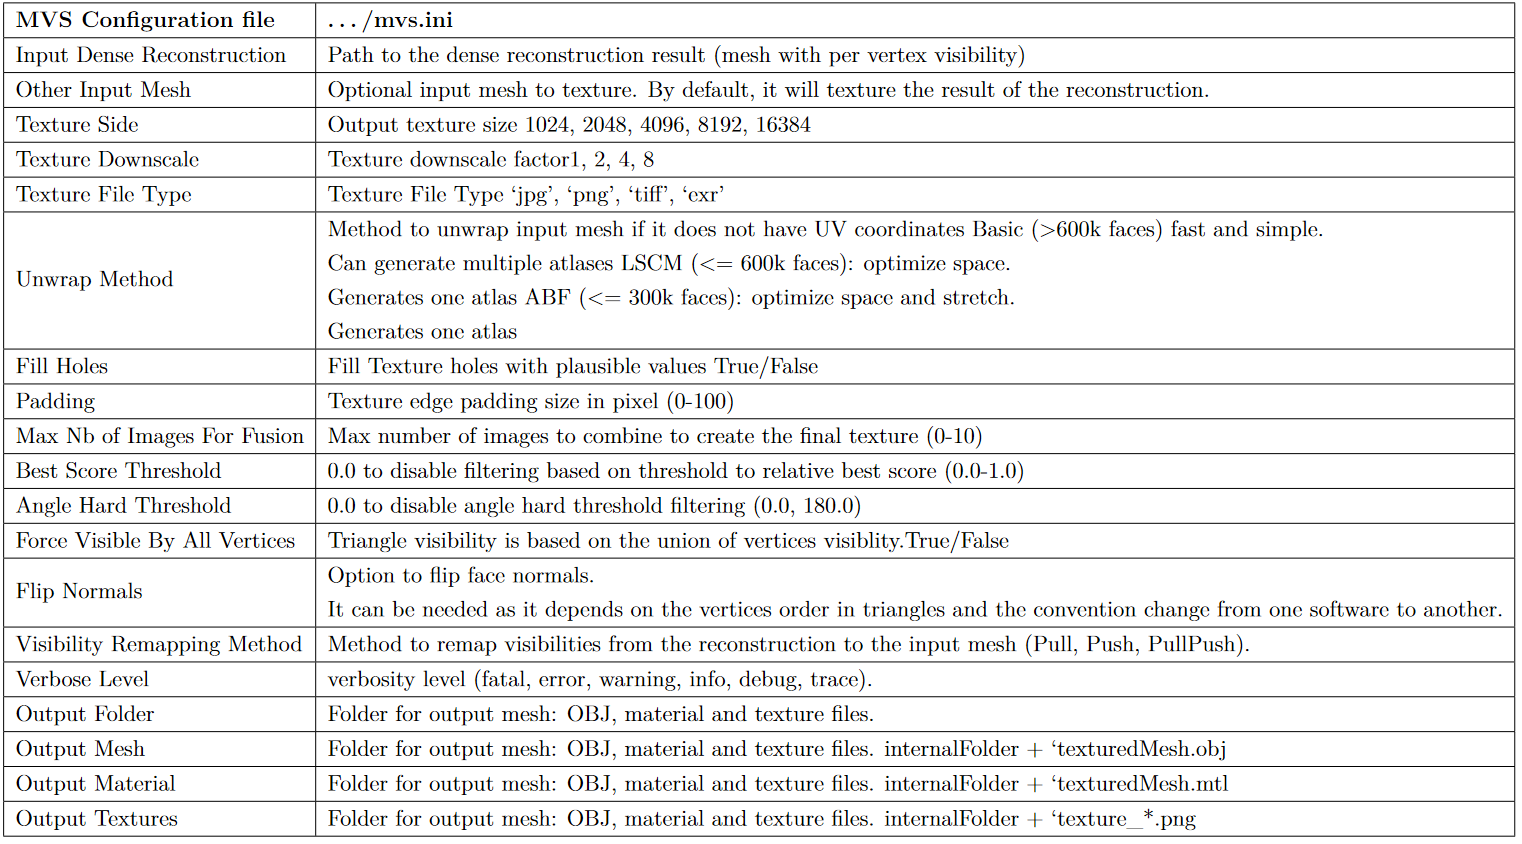 MVS Configuration file .../mvs.ini
Input Dense Reconstruction Path to the dense reconstruction result (mesh with per vertex visibility)
Other Input Mesh Optional input mesh to texture. By default, it will texture the result of the reconstruction.
Texture Side Output texture size 1024, 2048, 4096, 8192, 16384
Texture Downscale Texture downscale factor1, 2, 4, 8
Texture File Type Texture File Type ‘jpg’, ‘png’, ‘tiff’, ‘exr’
Unwrap Method Method to unwrap input mesh if it does not have UV coordinates Basic (>600k faces) fast and simple.
Can generate multiple atlases LSCM (<= 600k faces): optimize space.
Generates one atlas ABF (<= 300k faces): optimize space and stretch.
Generates one atlas
Fill Holes Fill Texture holes with plausible values True/False
Padding Texture edge padding size in pixel (0-100)
Max Nb of Images For Fusion Max number of images to combine to create the final texture (0-10)
Best Score Threshold 0.0 to disable filtering based on threshold to relative best score (0.0-1.0)
Angle Hard Threshold 0.0 to disable angle hard threshold filtering (0.0, 180.0)
Force Visible By All Vertices Triangle visibility is based on the union of vertices visiblity.True/False
Flip Normals Option to flip face normals.
It can be needed as it depends on the vertices order in triangles and the convention change from one software to another.
Visibility Remapping Method Method to remap visibilities from the reconstruction to the input mesh (Pull, Push, PullPush).
Verbose Level verbosity level (fatal, error, warning, info, debug, trace).
Output Folder Folder for output mesh: OBJ, material and texture files.
Output Mesh Folder for output mesh: OBJ, material and texture files. internalFolder + ‘texturedMesh.obj
Output Material Folder for output mesh: OBJ, material and texture files. internalFolder + ‘texturedMesh.mtl
Output Textures Folder for output mesh: OBJ, material and texture files. internalFolder + ‘texture_*.png